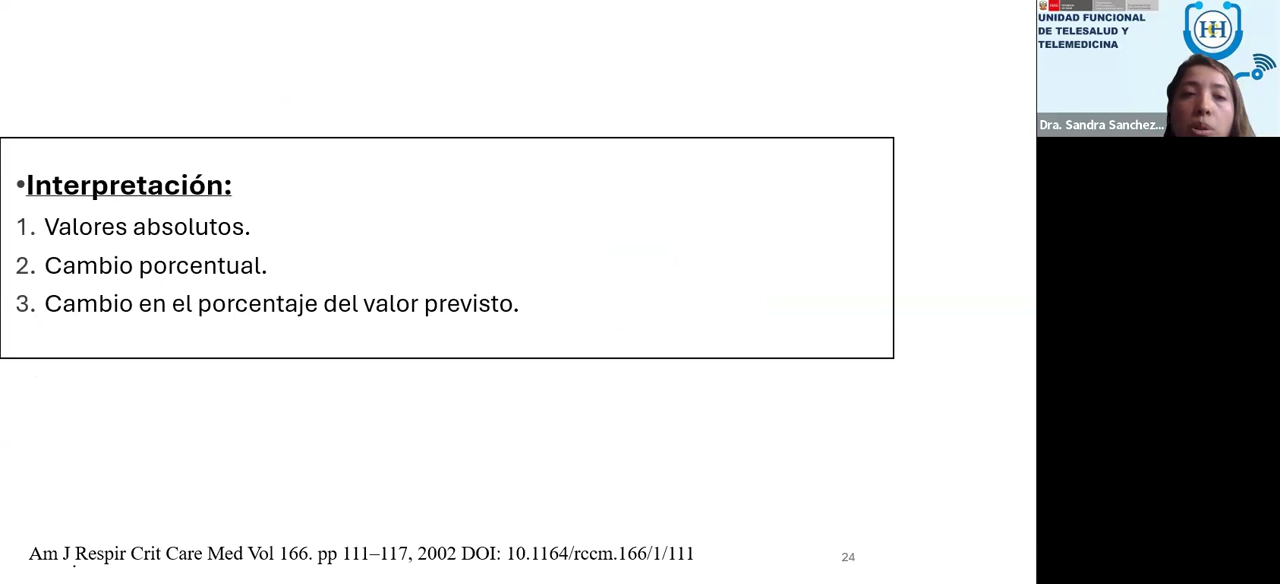 •Interpretación:
1. Valores absolutos.
2. Cambio porcentual.
3. Cambio en el porcentaje del valor previsto.
Am J Respir Crit Care Med Vol 166. pp 111–117, 2002 DOI: 10.1164/rccm.166/1/111
.
24
UNIDAD FUNCIONAL
DE TELESALUD Y
TELEMEDICINA
Dra. Sandra Sanchez...